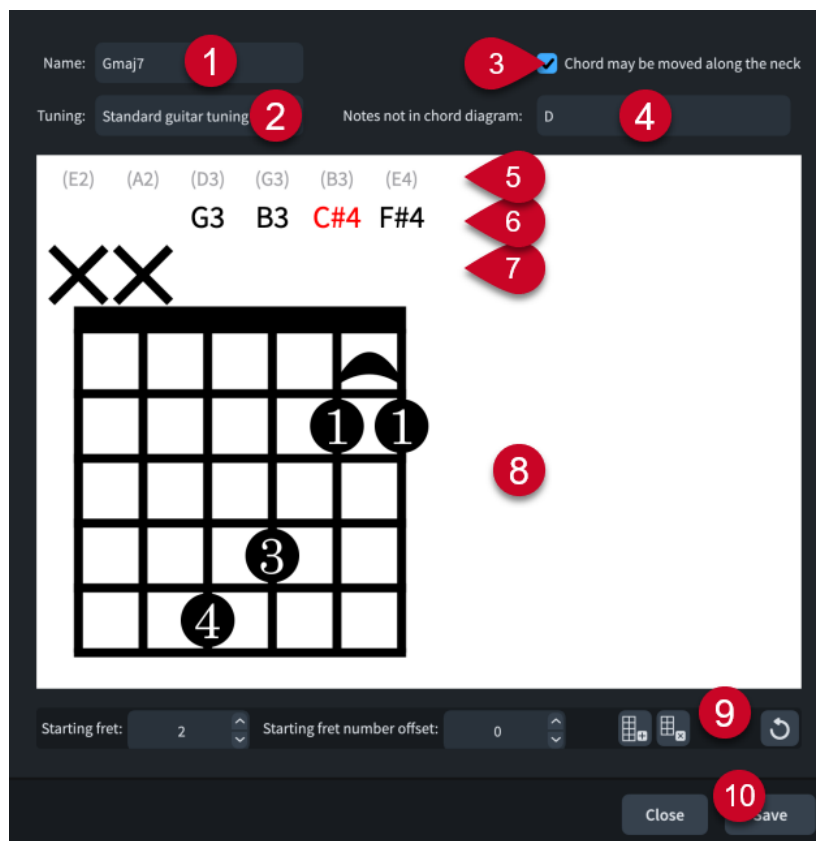 Name: Gmaj7 1 3 Chord may be moved along the neck
Tuning: Standard guitar tuning 2 Notes not in chord diagram: D 4
(E2) (A2) (D3) (G3) (B3) (E4) 5
G3 B3 C#4 F#4 6
7
1 1
8
3
4
Starting fret: 2 Starting fret number offset: 0 9
10
Close Save